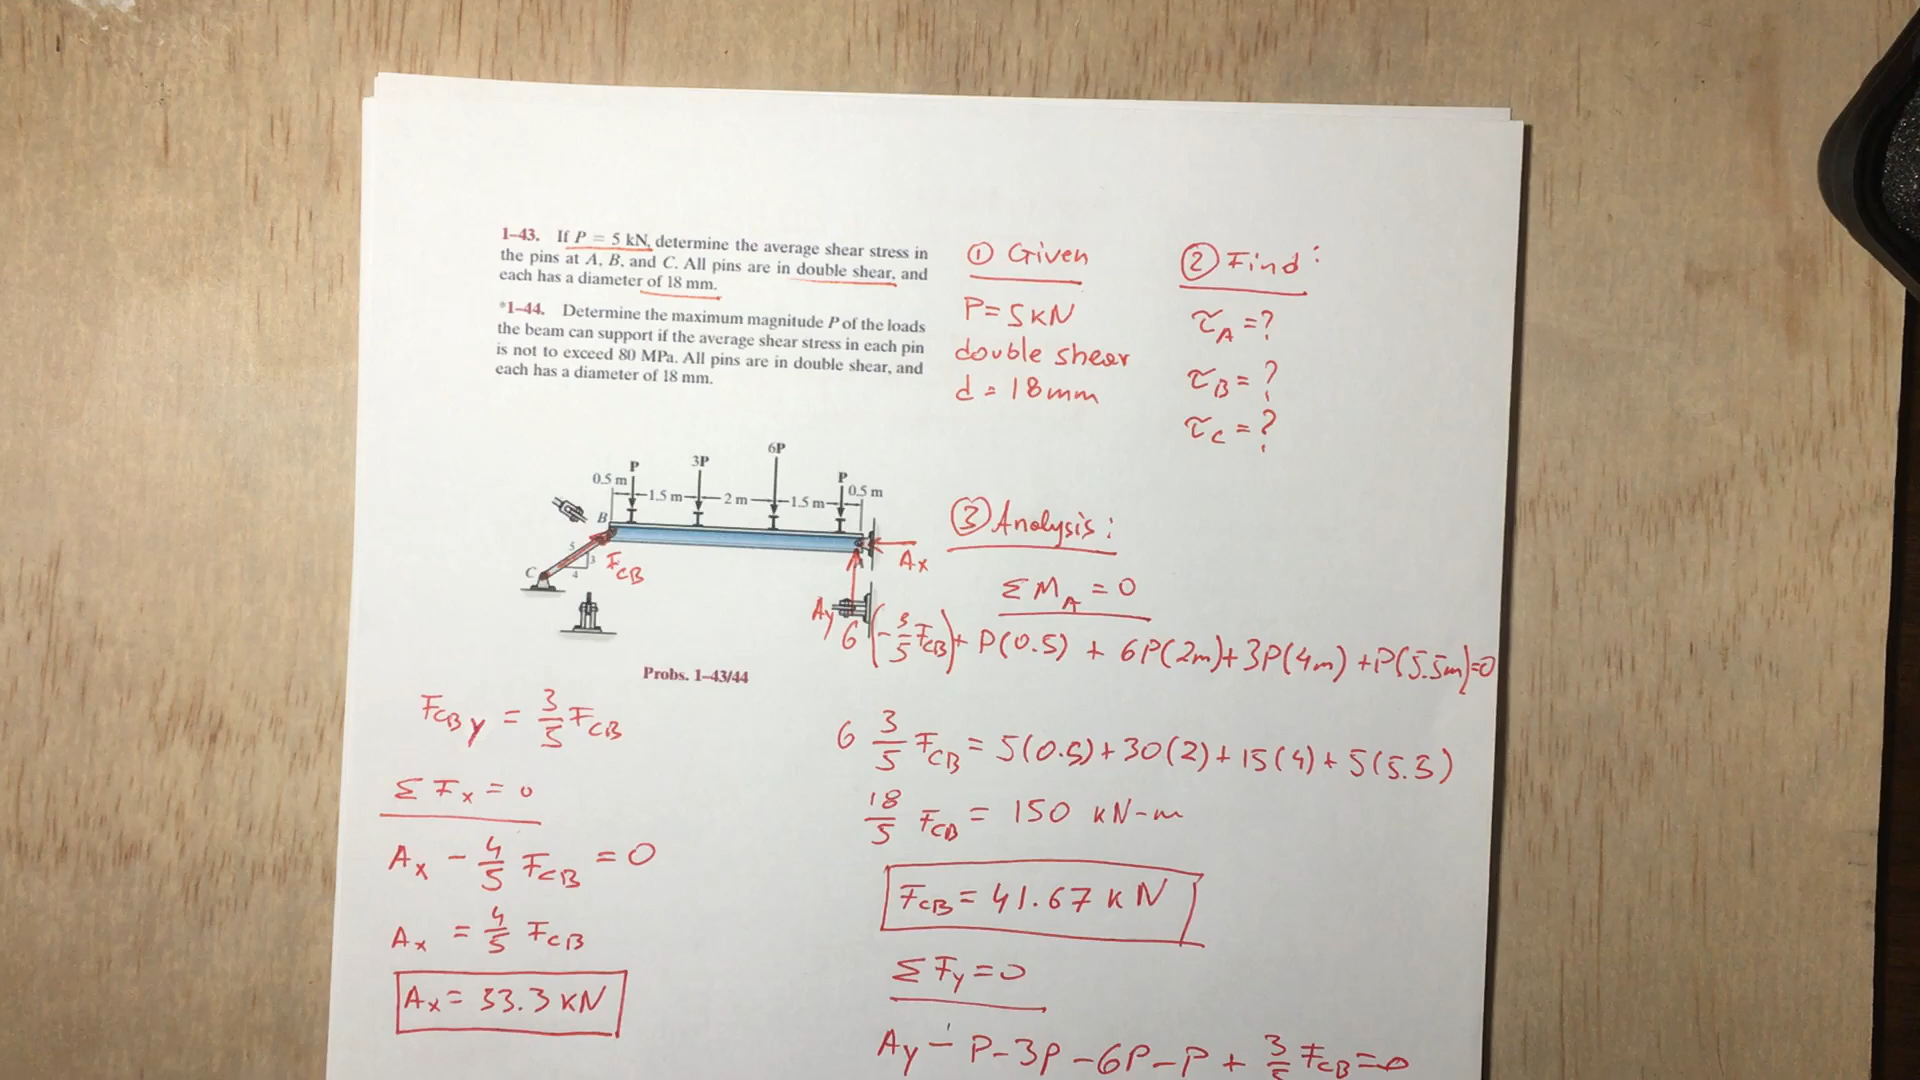 1–43. If P = 5 kN, determine the average shear stress in
the pins at A, B, and C. All pins are in double shear, and
each has a diameter of 18 mm.
*1–44. Determine the maximum magnitude P of the loads
the beam can support if the average shear stress in each pin
is not to exceed 80 MPa. All pins are in double shear, and
each has a diameter of 18 mm.
① Given
P = 5 kN
double shear
d = 18 mm
② Find :
τA = ?
τB = ?
τC = ?
6P
3P
P
P
0.5 m
1.5 m
2 m
1.5 m
0.5 m
B
5
3
4
C
FCB
Ax
Ay
Probs. 1–43/44
③ Analysis :
ΣMA = 0
6 (-3/5 FCB) + P(0.5) + 6P(2m) + 3P(4m) + P(5.5m) = 0
6 3/5 FCB = 5(0.5) + 30(2) + 15(4) + 5(5.5)
18/5 FCB = 150 kN-m
FCB = 41.67 kN
ΣFy = 0
Ay - P - 3P - 6P - P + 3/5 FCB = 0
FCBy = 3/5 FCB
ΣFx = 0
Ax - 4/5 FCB = 0
Ax = 4/5 FCB
Ax = 33.3 kN